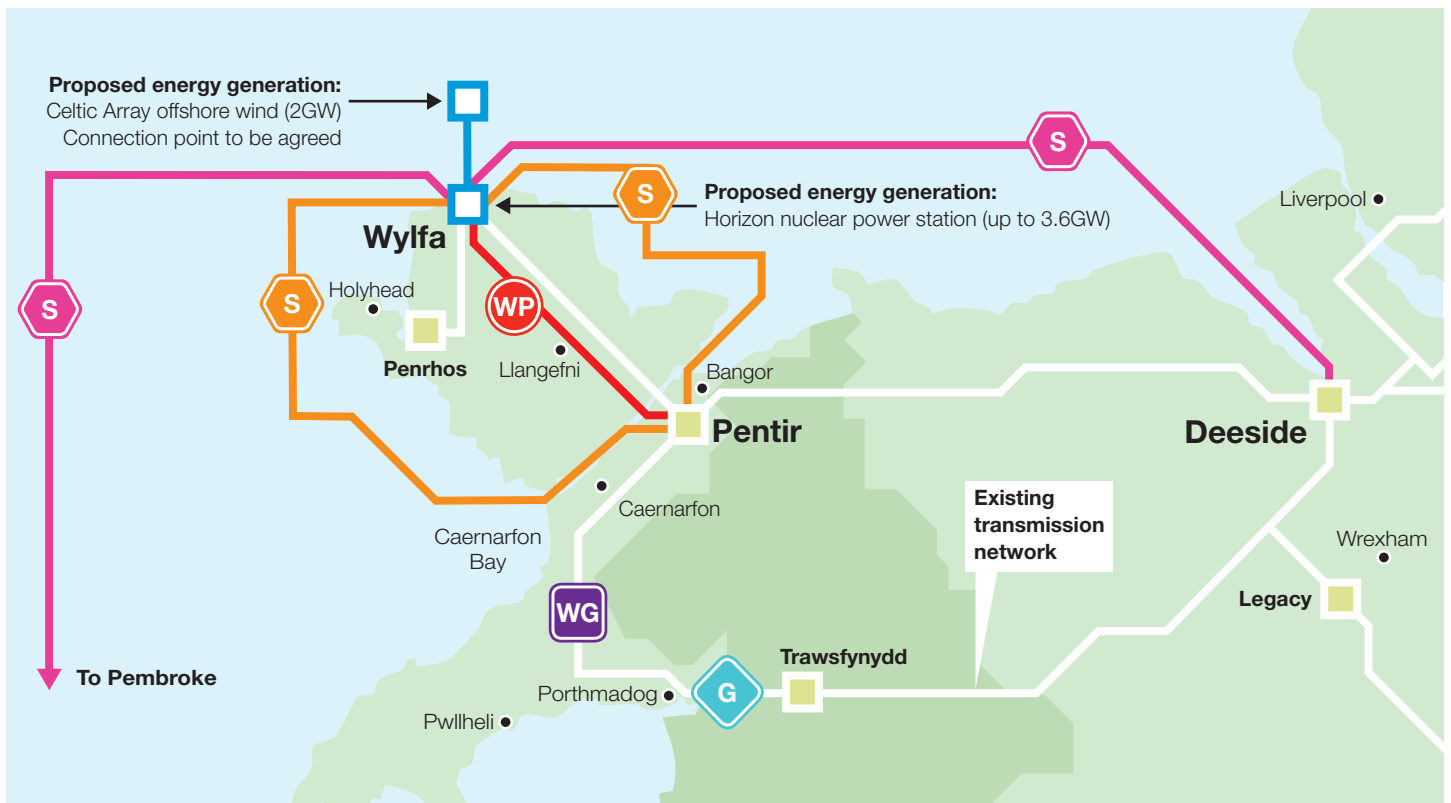 Proposed energy generation:
Celtic Array offshore wind (2GW)
Connection point to be agreed
S
S
Proposed energy generation:
Horizon nuclear power station (up to 3.6GW)
Liverpool
Wylfa
S
Holyhead
S
WP
Penrhos
Llangefni
Bangor
Pentir
Deeside
Caernarfon
Existing
transmission
network
Caernarfon
Bay
Wrexham
WG
Legacy
To Pembroke
Trawsfynydd
Porthmadog
G
Pwllheli